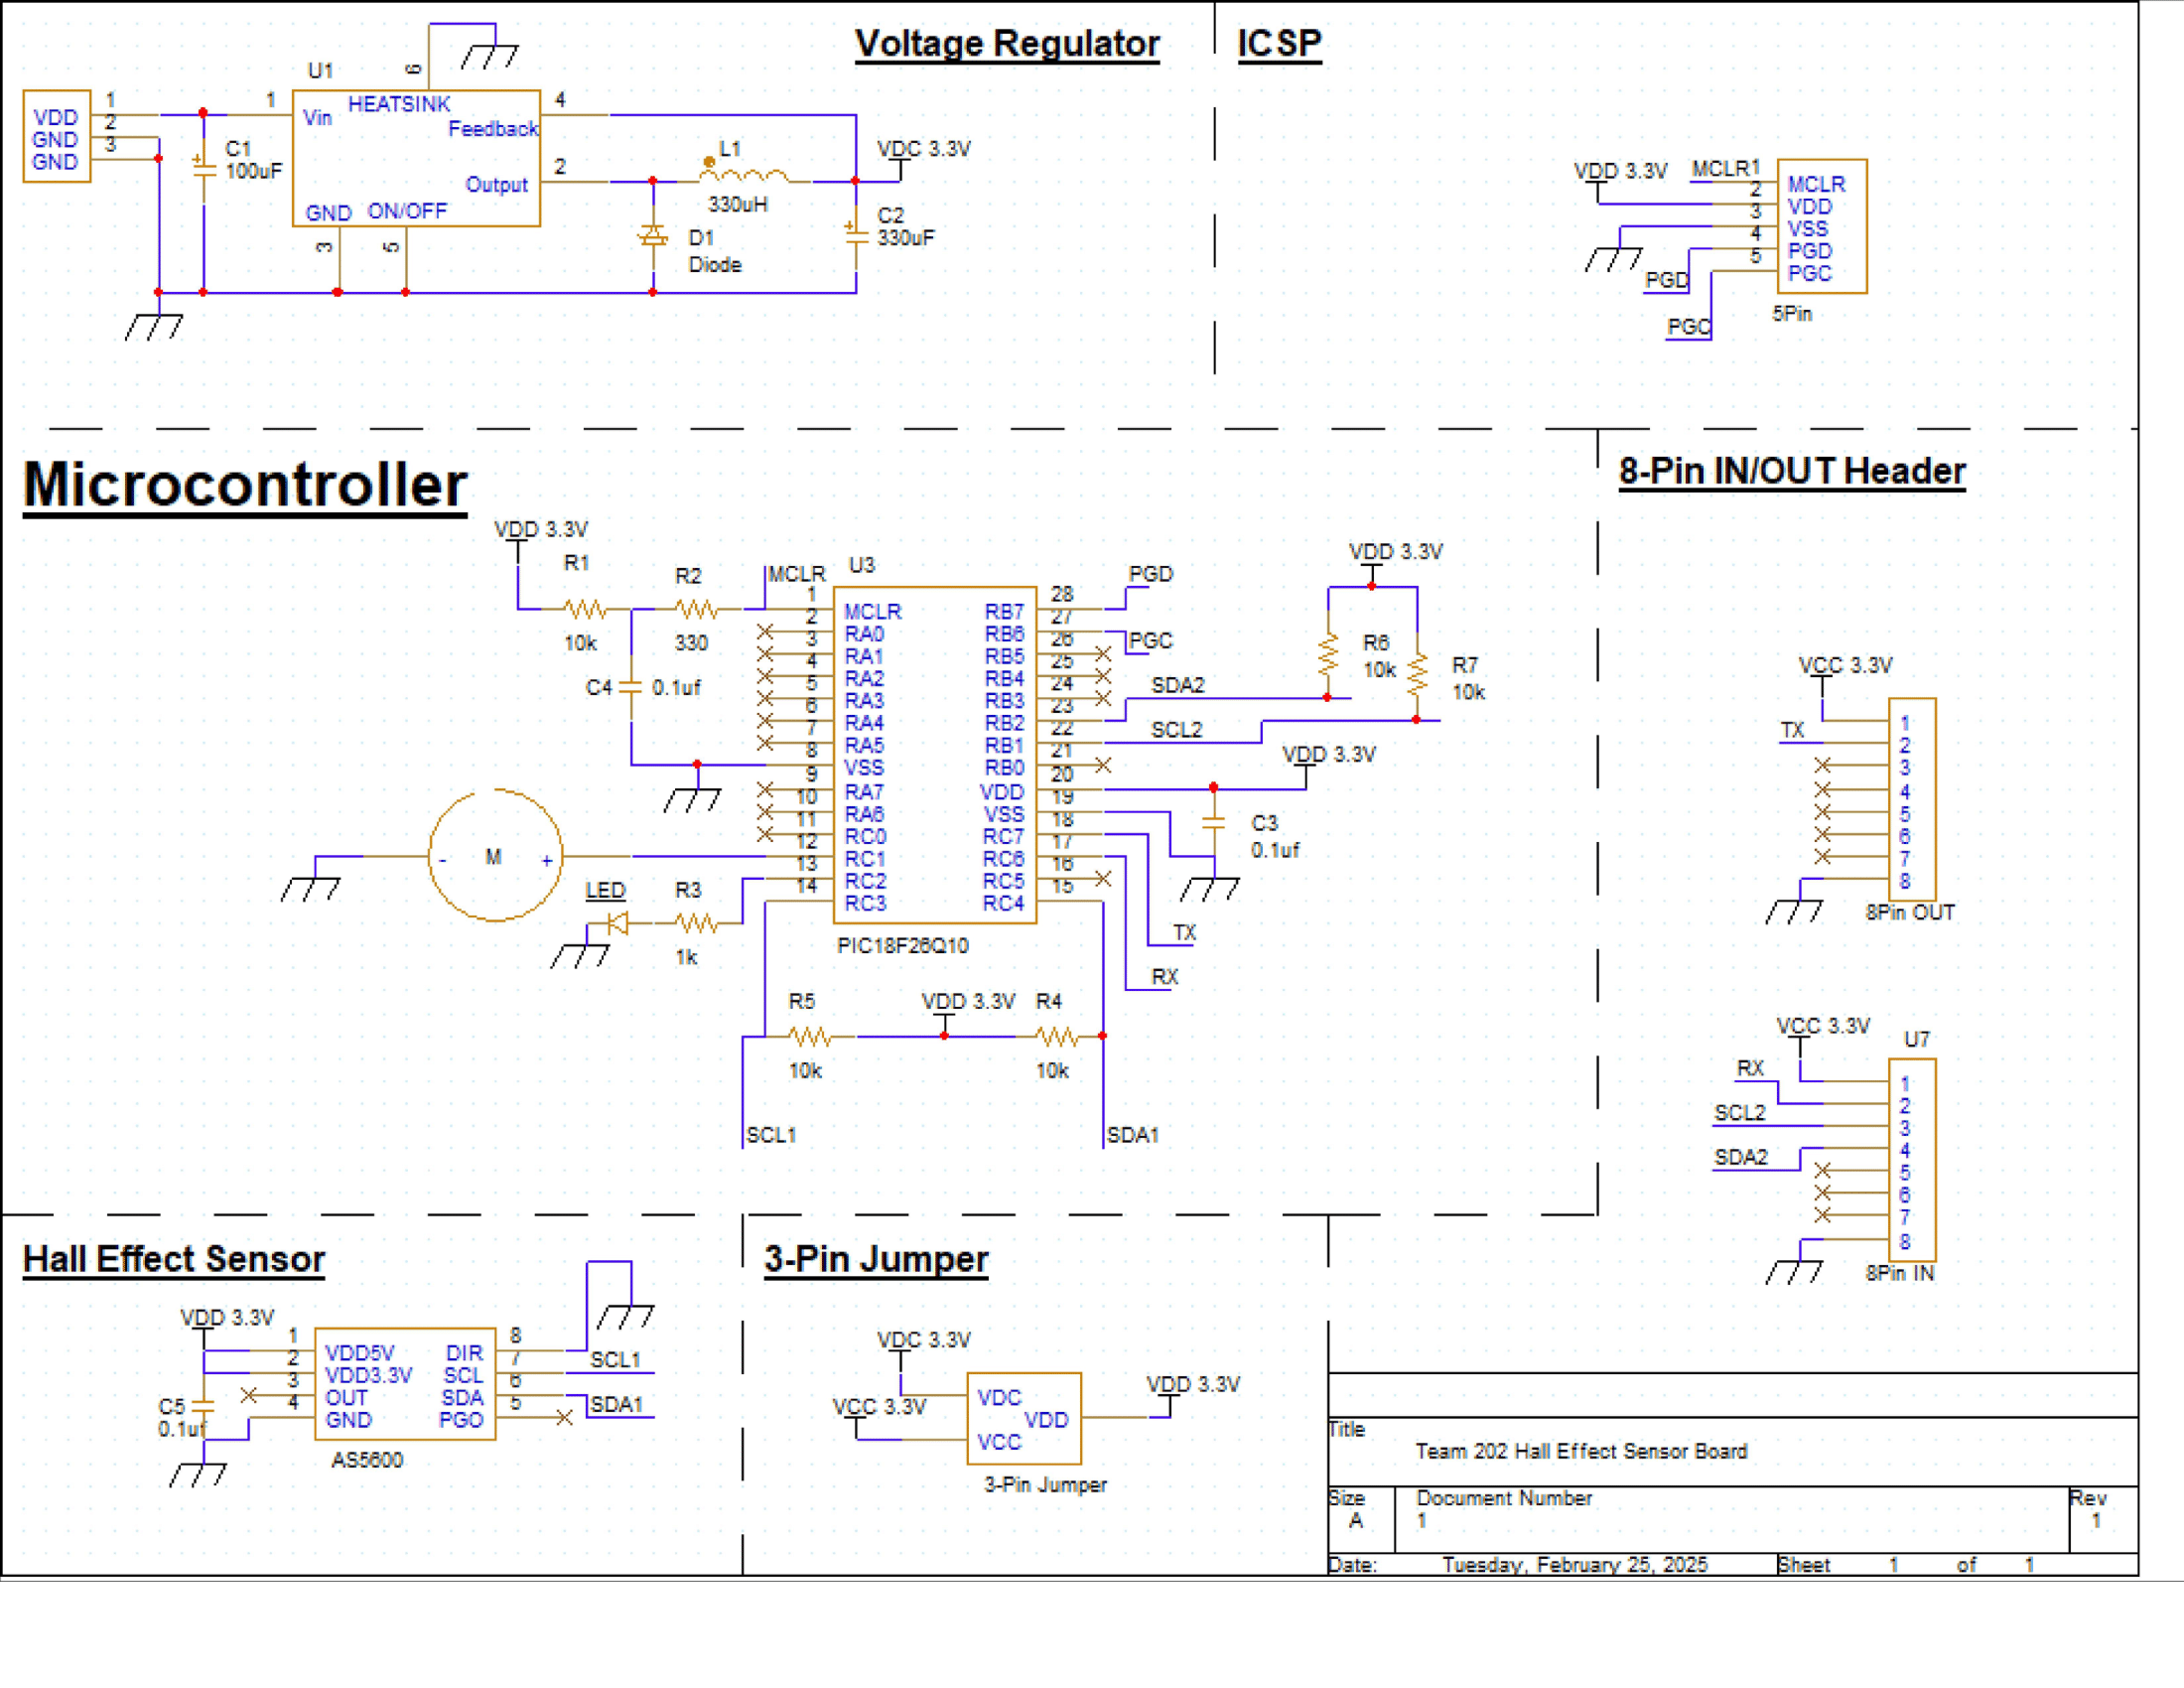 Voltage Regulator
U1
6
VDD
GND
GND
1
2
3
1
Vin
HEATSINK
Feedback
Output
GND
ON/OFF
4
2
3
5
C1
100uF
L1
330uH
D1
Diode
VDC 3.3V
C2
330uF
ICSP
VDD 3.3V
MCLR
1
2
3
4
5
MCLR
VDD
VSS
PGD
PGC
PGD
PGC
5Pin
Microcontroller
VDD 3.3V
R1
10k
R2
330
C4
0.1uf
MCLR
U3
1
2
3
4
5
6
7
8
9
10
11
12
13
14
MCLR
RA0
RA1
RA2
RA3
RA4
RA5
VSS
RA7
RA6
RC0
RC1
RC2
RC3
RB7
RB6
RB5
RB4
RB3
RB2
RB1
RB0
VDD
VSS
RC7
RC6
RC5
RC4
28
27
26
25
24
23
22
21
20
19
18
17
16
15
PIC18F26Q10
PGD
PGC
SDA2
SCL2
VDD 3.3V
R6
10k
R7
10k
VDD 3.3V
C3
0.1uf
TX
RX
- M +
LED
R3
1k
R5
10k
VDD 3.3V
R4
10k
SCL1
SDA1
8-Pin IN/OUT Header
VCC 3.3V
TX
1
2
3
4
5
6
7
8
8Pin OUT
VCC 3.3V
U7
RX
SCL2
SDA2
1
2
3
4
5
6
7
8
8Pin IN
Hall Effect Sensor
VDD 3.3V
C5
0.1uf
1
2
3
4
VDD5V
VDD3.3V
OUT
GND
DIR
SCL
SDA
PGO
8
7
6
5
SCL1
SDA1
AS5600
3-Pin Jumper
VDC 3.3V
VCC 3.3V
VDC
VDD
VCC
VDD 3.3V
3-Pin Jumper
Title
Team 202 Hall Effect Sensor Board
Size
A
Document Number
1
Rev
1
Date: Tuesday, February 25, 2025 Sheet 1 of 1